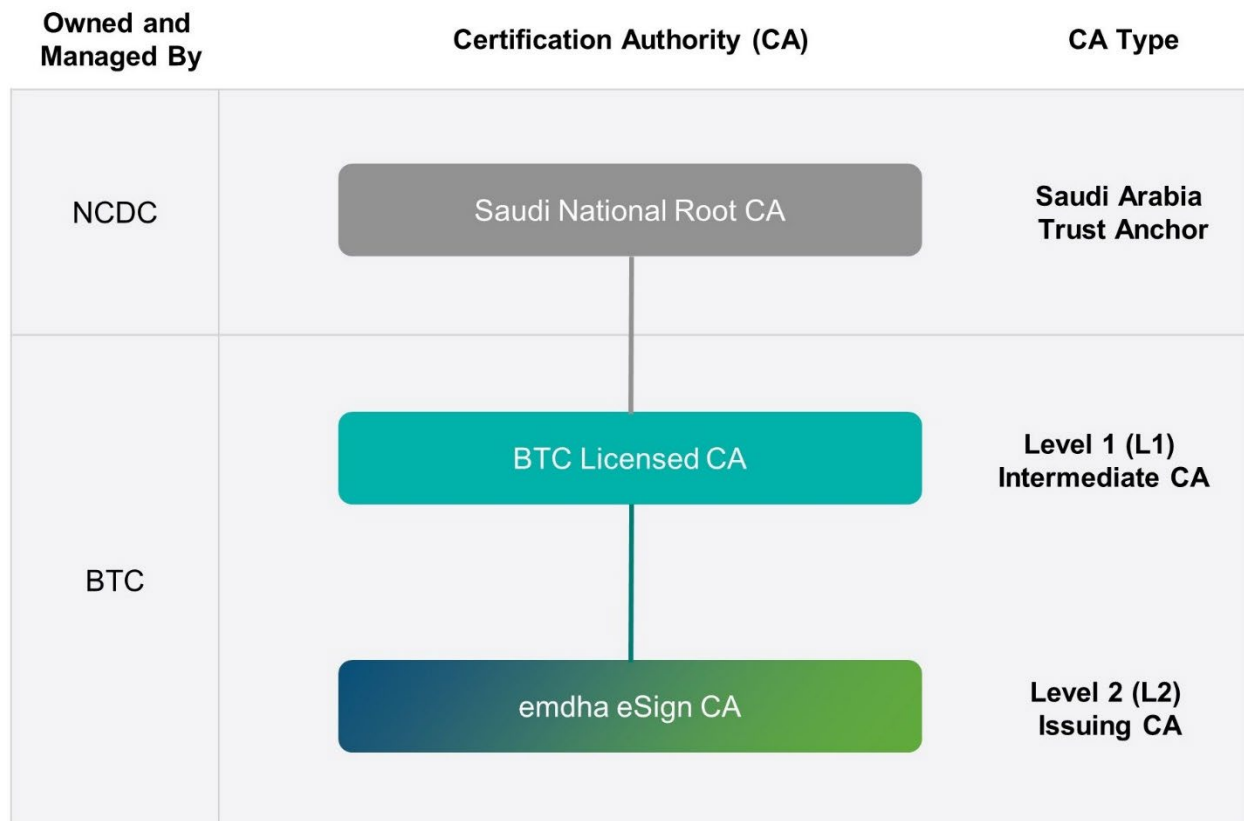 Owned and
Managed By
Certification Authority (CA)
CA Type
NCDC
Saudi National Root CA
Saudi Arabia
Trust Anchor
BTC
BTC Licensed CA
Level 1 (L1)
Intermediate CA
emdha eSign CA
Level 2 (L2)
Issuing CA